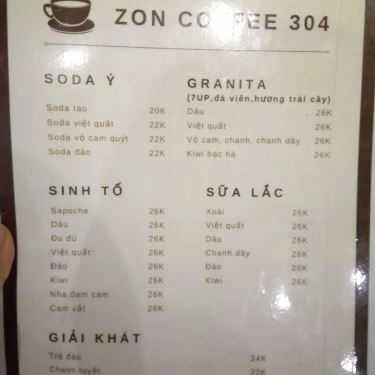 ZON COFFEE 304
SODA Ý
Soda táo 20K
Soda việt quất 22K
Soda vỏ cam quýt 22K
Soda đào 22K
GRANITA
(7UP,đá viên,hương trái cây)
Dâu 26K
Việt quất 26K
Vỏ cam, chanh, chanh dây 26K
Kiwi bạc hà 26K
SINH TỐ
Sapoche 26K
Dâu 26K
Đu đủ 26K
Việt quất 26K
Đào 26K
Kiwi 26K
Nha đam cam 26K
Cam vắt 26K
SỮA LẮC
Xoài 26K
Việt quất 26K
Dâu 26K
Chanh dây 26K
Đào 26K
Kiwi 26K
GIẢI KHÁT
Trà đào 24K
Chanh tuyết 22K